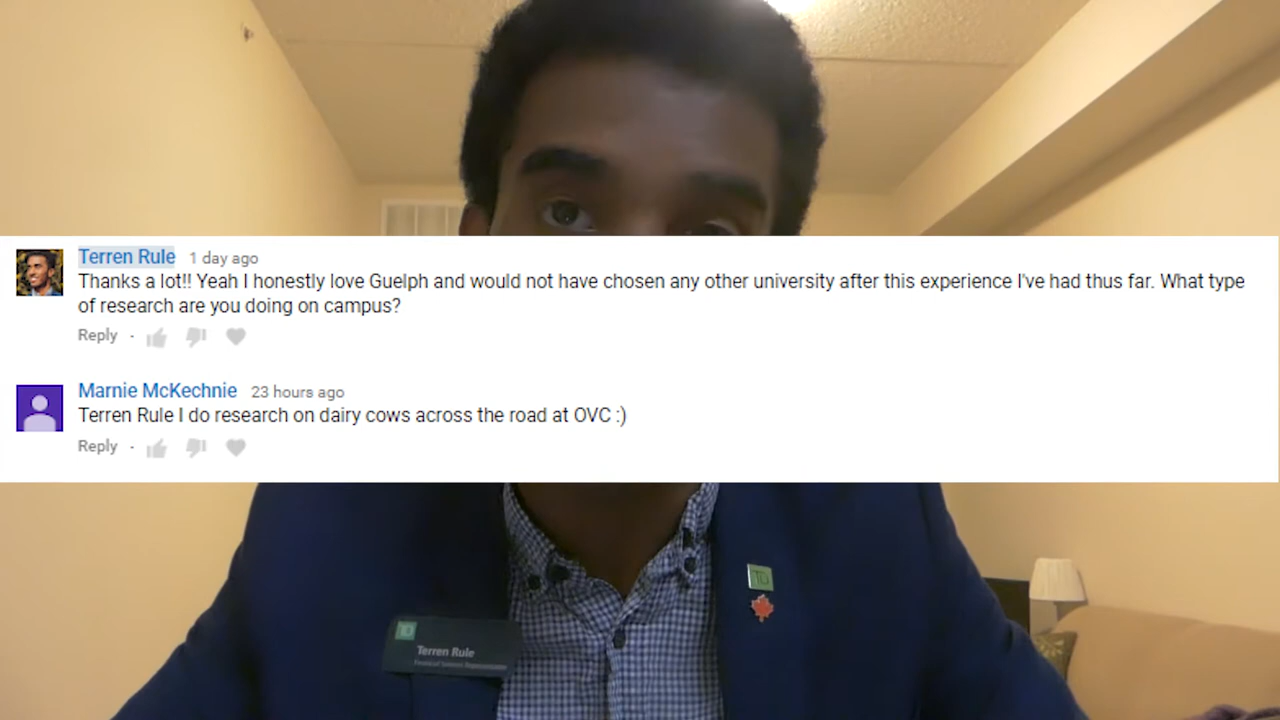 Terren Rule 1 day ago
Thanks a lot!! Yeah I honestly love Guelph and would not have chosen any other university after this experience I've had thus far. What type
of research are you doing on campus?
Reply ·
Marnie McKechnie 23 hours ago
Terren Rule I do research on dairy cows across the road at OVC :)
Reply ·
TD
TD
Terren Rule
Financial Services Representative